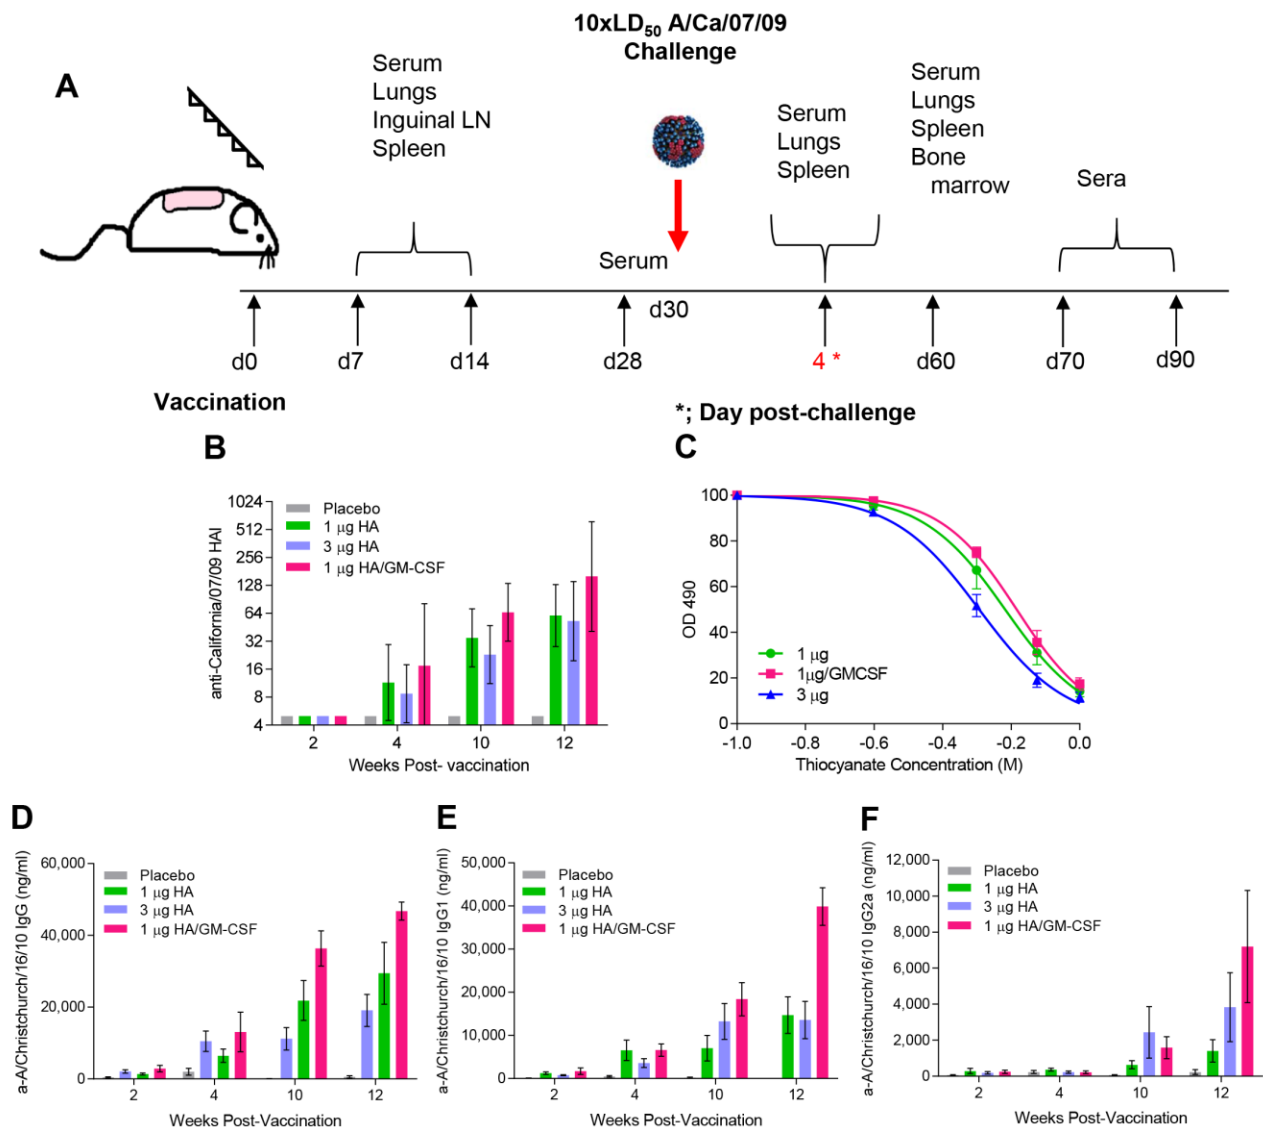 10xLD50 A/Ca/07/09
Challenge
A
Serum
Lungs
Inguinal LN
Spleen
Serum
Lungs
Spleen
Serum
Lungs
Spleen
Bone
marrow
Sera
Serum
d30
d0
d7
d14
d28
4 *
d60
d70
d90
Vaccination
*; Day post-challenge
B
anti-California/07/09 HAI
1024
512
256
128
64
32
16
8
4
Placebo
1 µg HA
3 µg HA
1 µg HA/GM-CSF
2
4
10
12
Weeks Post- vaccination
C
OD 490
100
80
60
40
20
0
1 µg
1µg/GMCSF
3 µg
-1.0
-0.8
-0.6
-0.4
-0.2
0.0
Thiocyanate Concentration (M)
D
a-A/Christchurch/16/10 IgG (ng/ml)
60,000
40,000
20,000
0
Placebo
1 µg HA
3 µg HA
1 µg HA/GM-CSF
2
4
10
12
Weeks Post-Vaccination
E
a-A/Christchurch/16/10 IgG1 (ng/ml)
50,000
40,000
30,000
20,000
10,000
0
Placebo
1 µg HA
3 µg HA
1 µg HA/GM-CSF
2
4
10
12
Weeks Post-Vaccination
F
a-A/Christchurch/16/10 IgG2a (ng/ml)
12,000
10,000
8,000
6,000
4,000
2,000
0
Placebo
1 µg HA
3 µg HA
1 µg HA/GM-CSF
2
4
10
12
Weeks Post-Vaccination